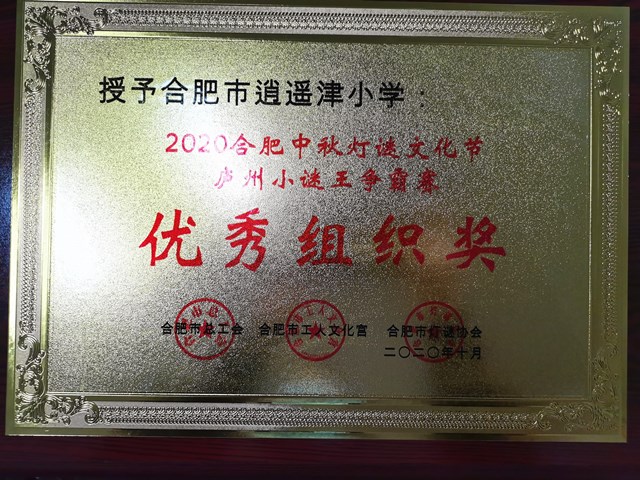 授予合肥市逍遥津小学：
2020合肥中秋灯谜文化节
庐州小谜王争霸赛
优秀组织奖
合肥市总工会 合肥市工人文化宫 合肥市灯谜协会
二〇二〇年十月